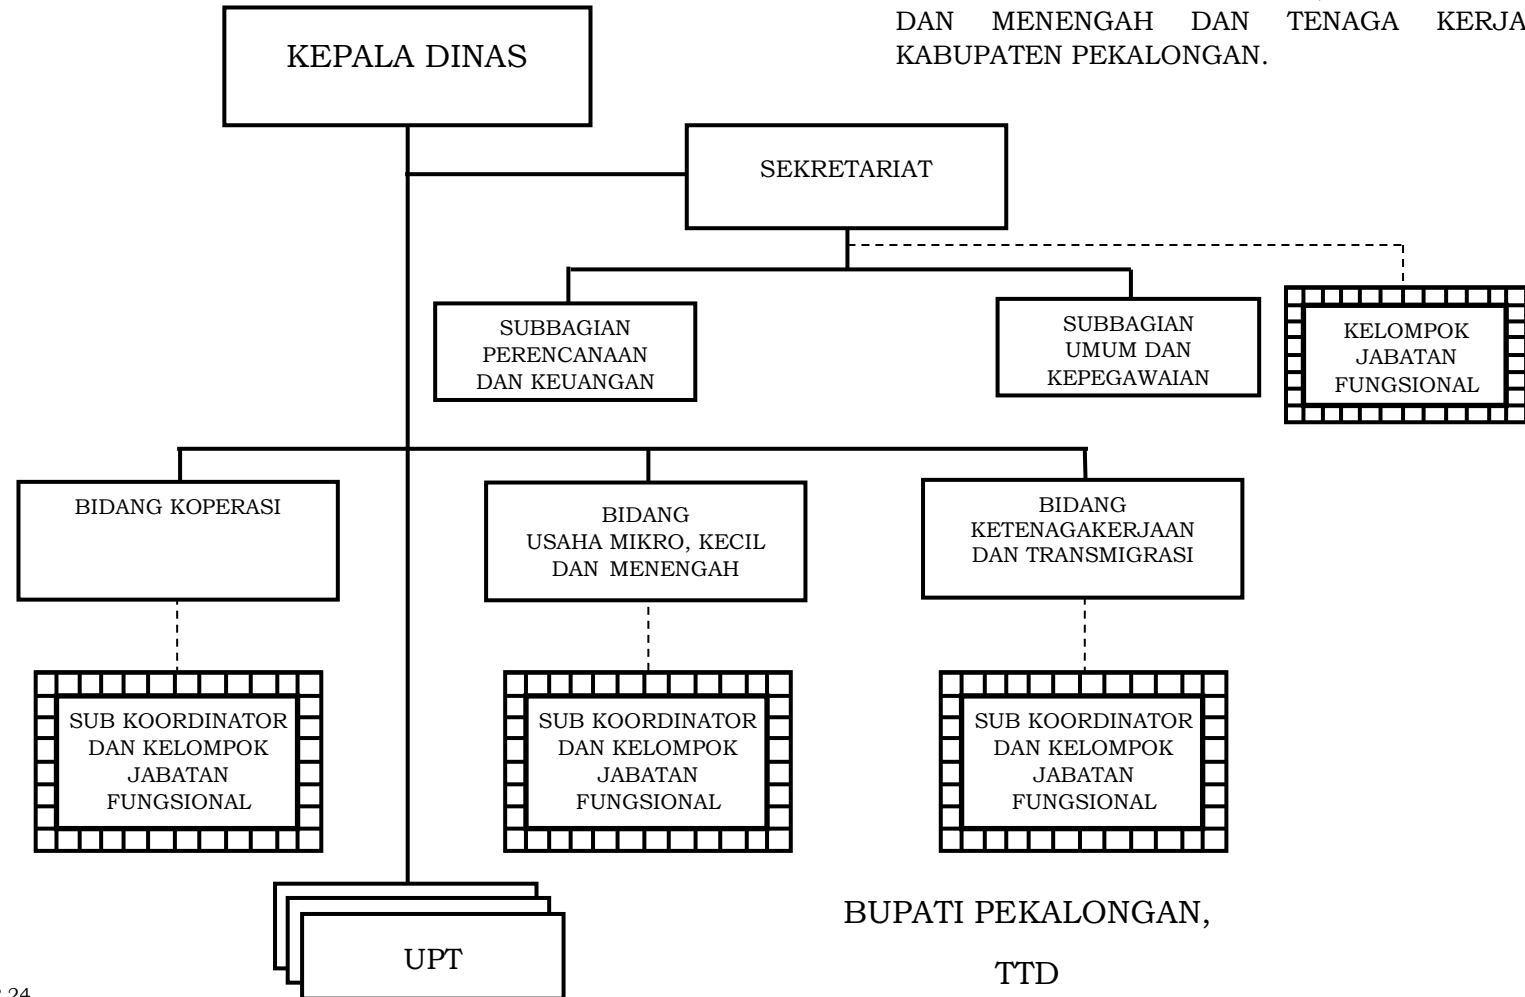 DAN MENENGAH DAN TENAGA KERJA
KABUPATEN PEKALONGAN.
KEPALA DINAS
SEKRETARIAT
SUBBAGIAN
PERENCANAAN
DAN KEUANGAN
SUBBAGIAN
UMUM DAN
KEPEGAWAIAN
KELOMPOK
JABATAN
FUNGSIONAL
BIDANG KOPERASI
BIDANG
USAHA MIKRO, KECIL
DAN MENENGAH
BIDANG
KETENAGAKERJAAN
DAN TRANSMIGRASI
SUB KOORDINATOR
DAN KELOMPOK
JABATAN
FUNGSIONAL
SUB KOORDINATOR
DAN KELOMPOK
JABATAN
FUNGSIONAL
SUB KOORDINATOR
DAN KELOMPOK
JABATAN
FUNGSIONAL
UPT
BUPATI PEKALONGAN,
TTD